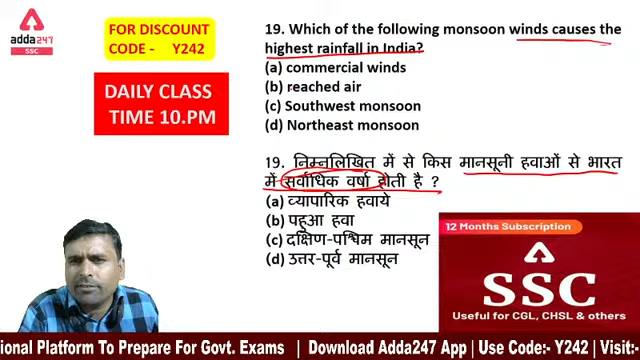 adda247
SSC
FOR DISCOUNT
CODE - Y242
DAILY CLASS
TIME 10.PM
19. Which of the following monsoon winds causes the
highest rainfall in India?
(a) commercial winds
(b) reached air
(c) Southwest monsoon
(d) Northeast monsoon
19. निम्नलिखित में से किस मानसूनी हवाओं से भारत
में सर्वाधिक वर्षा होती है ?
(a) व्यापारिक हवाये
(b) पहुआ हवा
(c) दक्षिण-पश्चिम मानसून
(d) उत्तर-पूर्व मानसून
12 Months Subscription
SSC
Useful for CGL, CHSL & others
ional Platform To Prepare For Govt. Exams | Download Adda247 App | Use Code:- Y242 | Visit:-